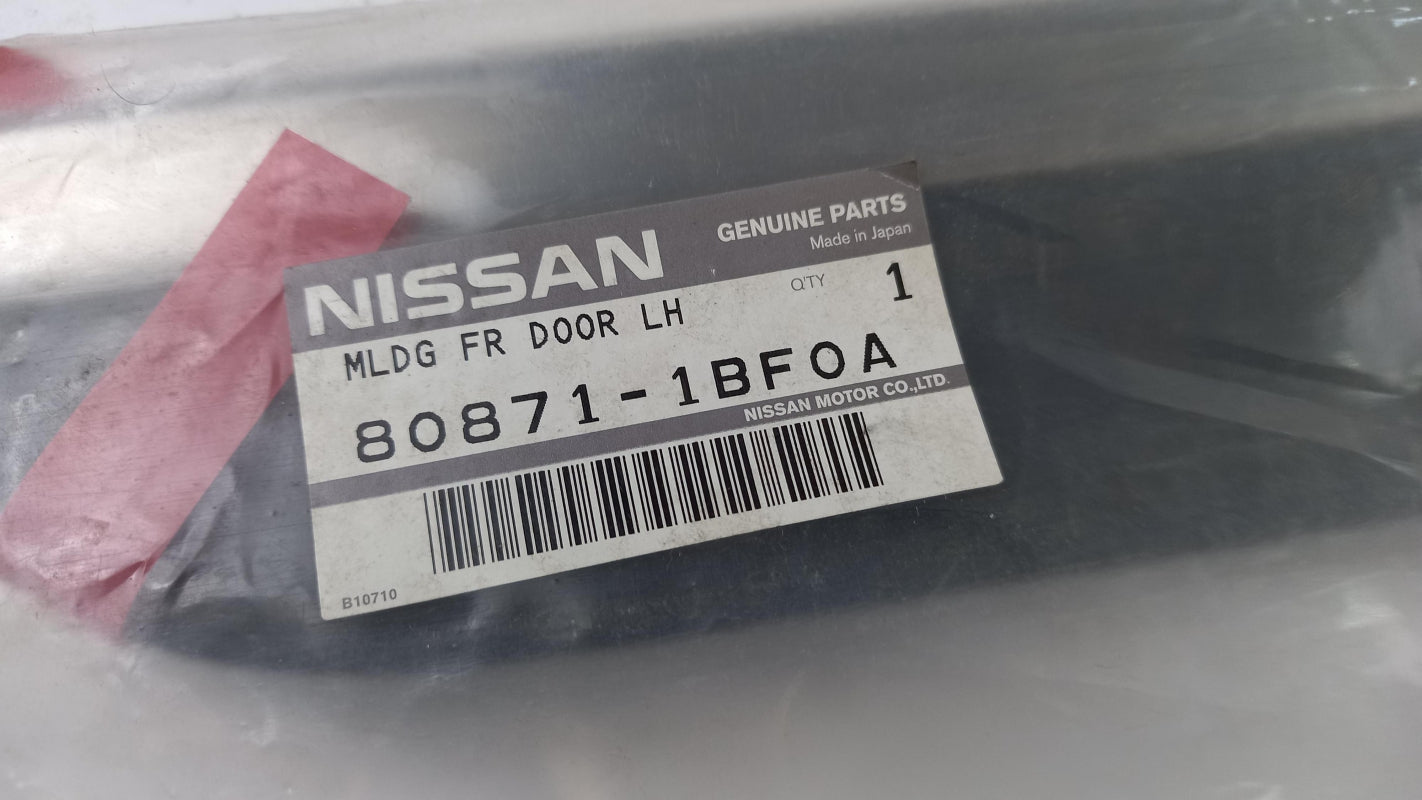 NISSAN
GENUINE PARTS
Made in Japan
MLDG FR DOOR LH
Q'TY 1
80871-1BF0A
NISSAN MOTOR CO.,LTD.
B10710